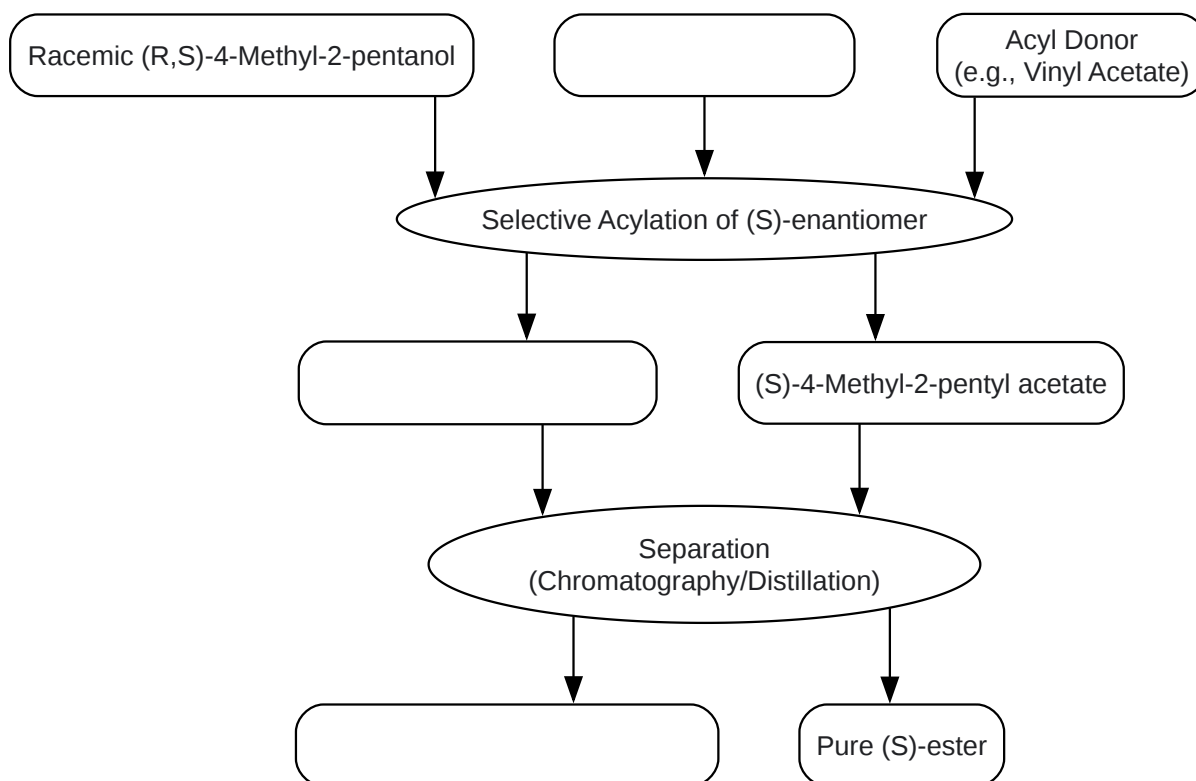 Racemic (R,S)-4-Methyl-2-pentanol
Acyl Donor
(e.g., Vinyl Acetate)
Selective Acylation of (S)-enantiomer
(S)-4-Methyl-2-pentyl acetate
Separation
(Chromatography/Distillation)
Pure (S)-ester